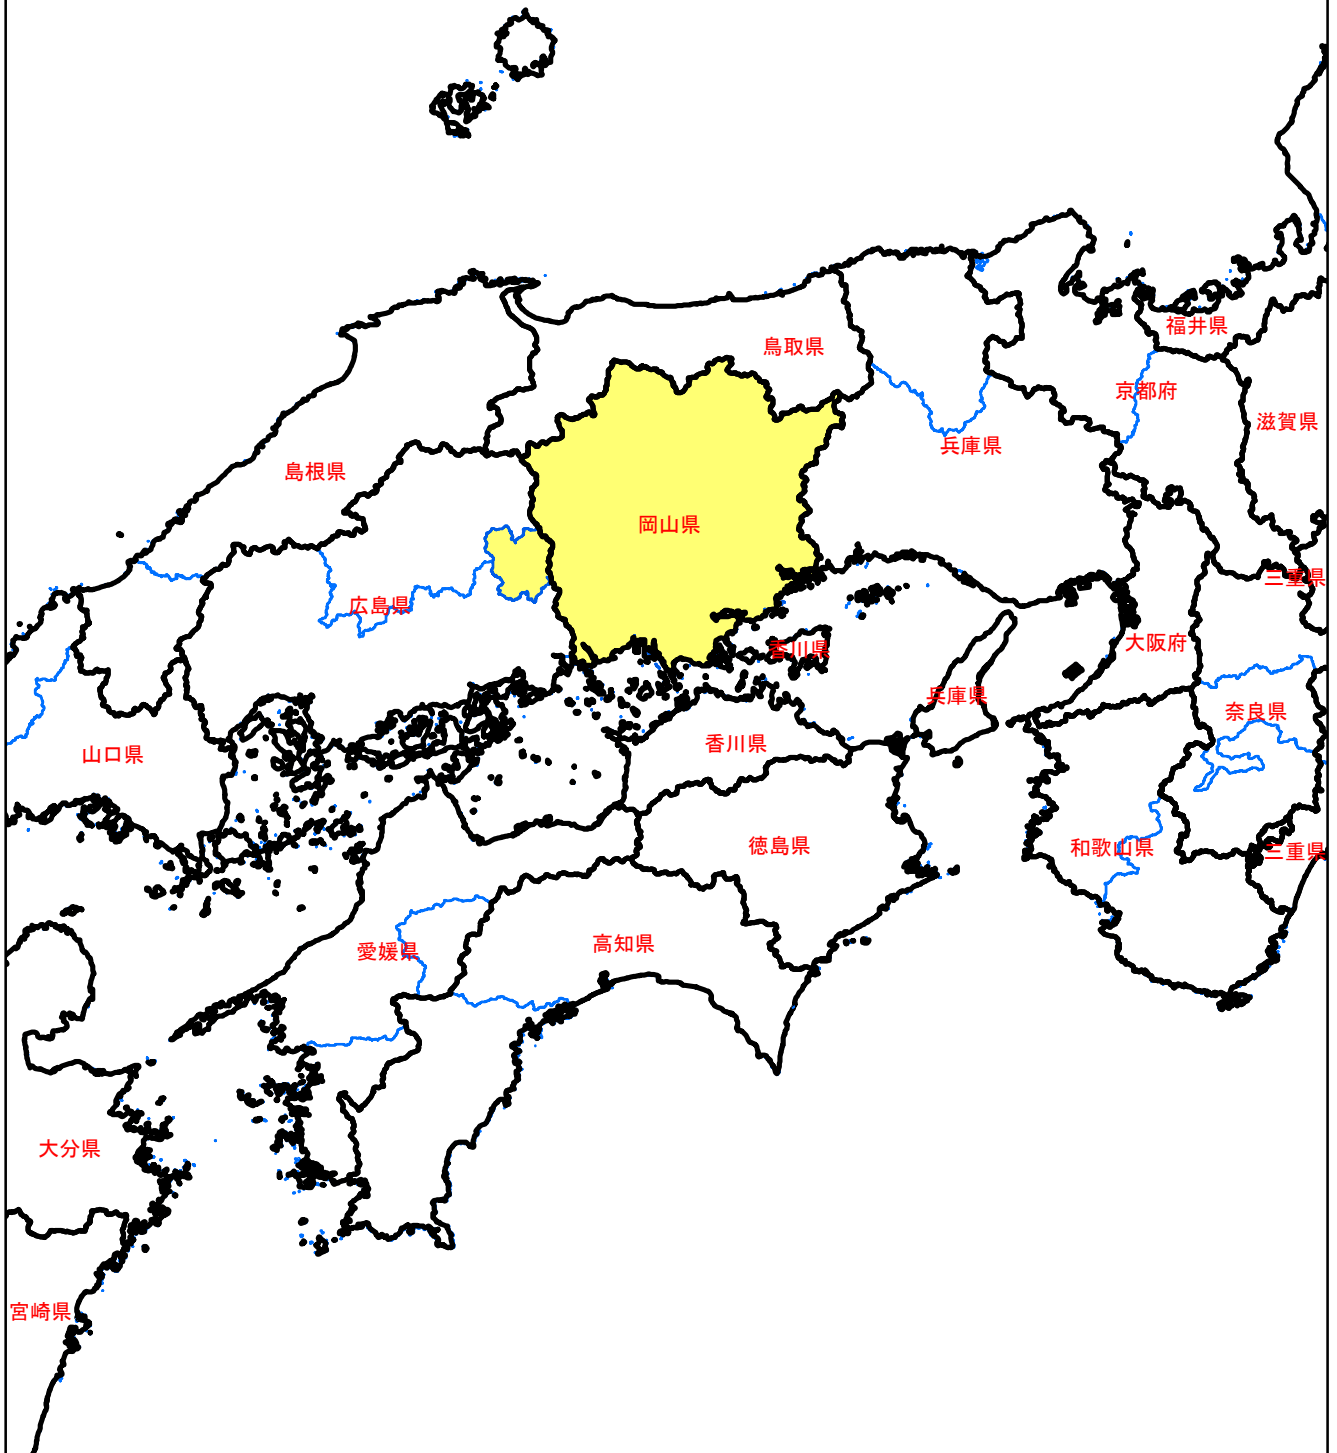 福井県
鳥取県
京都府
滋賀県
兵庫県
島根県
岡山県
三重県
広島県
大阪府
香川県
兵庫県
奈良県
香川県
山口県
徳島県
和歌山県
三重県
高知県
愛媛県
大分県
宮崎県